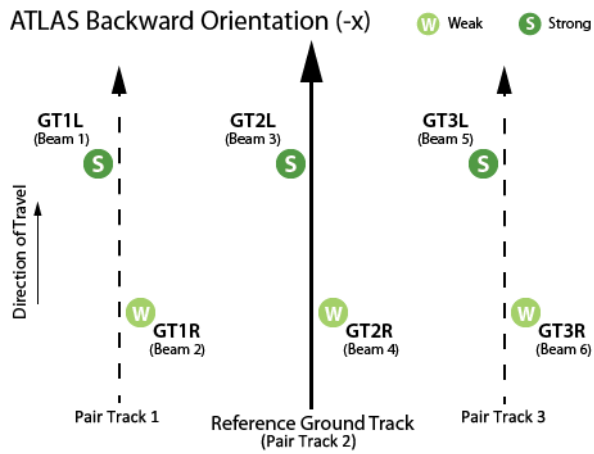 ATLAS Backward Orientation (-x)
W Weak
S Strong
GT1L
(Beam 1)
S
GT2L
(Beam 3)
S
GT3L
(Beam 5)
S
Direction of Travel
W
GT1R
(Beam 2)
W
GT2R
(Beam 4)
W
GT3R
(Beam 6)
Pair Track 1
Reference Ground Track
(Pair Track 2)
Pair Track 3